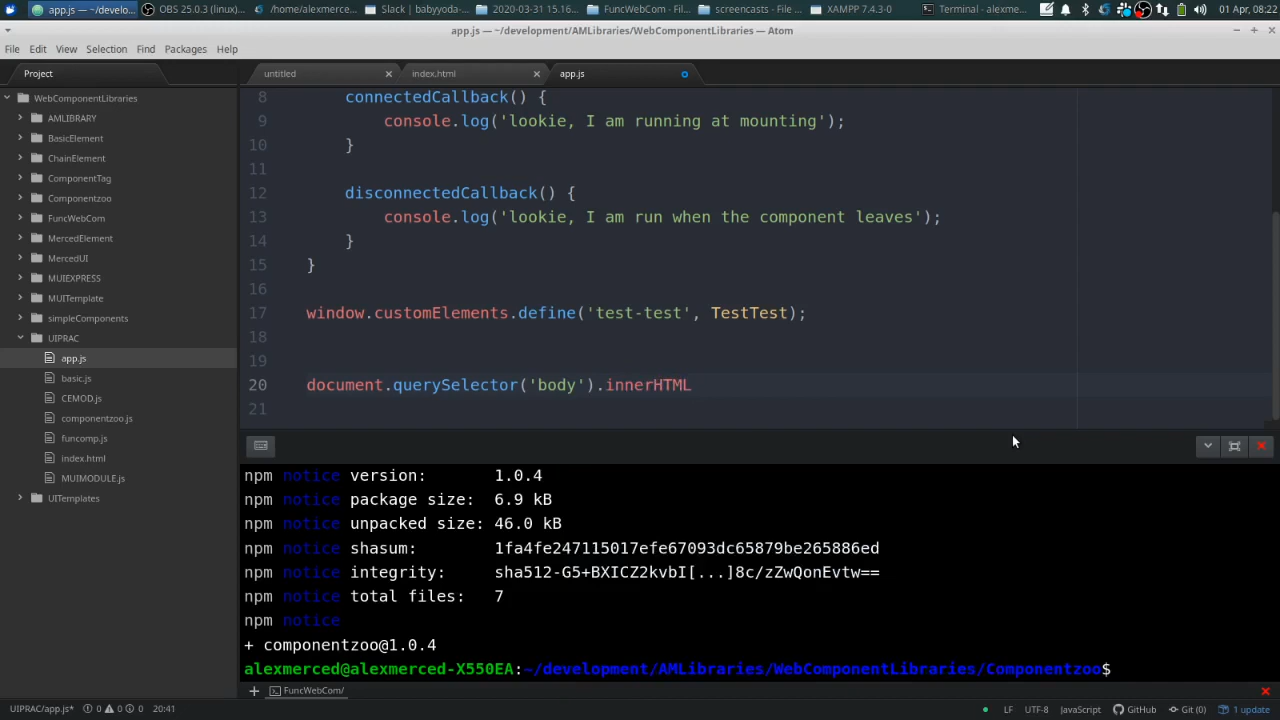 app.js — ~/develo...
OBS 25.0.3 (linux)...
/home/alexmerce...
Slack | babyyoda-...
2020-03-31 15.16...
FuncWebCom - Fil...
screencasts - File ...
XAMPP 7.4.3-0
Terminal - alexme...
01 Apr, 08:22
app.js — ~/development/AMLibraries/WebComponentLibraries — Atom
File Edit View Selection Find Packages Help
Project
untitled
index.html
app.js
WebComponentLibraries
AMLIBRARY
BasicElement
ChainElement
ComponentTag
Componentzoo
FuncWebCom
MercedElement
MercedUI
MUIEXPRESS
MUITemplate
simpleComponents
UIPRAC
app.js
basic.js
CEMOD.js
componentzoo.js
funcomp.js
index.html
MUIMODULE.js
UITemplates
8 connectedCallback() {
9 console.log('lookie, I am running at mounting');
10 }
11
12 disconnectedCallback() {
13 console.log('lookie, I am run when the component leaves');
14 }
15 }
16
17 window.customElements.define('test-test', TestTest);
18
19
20 document.querySelector('body').innerHTML
21
npm notice version: 1.0.4
npm notice package size: 6.9 kB
npm notice unpacked size: 46.0 kB
npm notice shasum: 1fa4fe247115017efe67093dc65879be265886ed
npm notice integrity: sha512-G5+BXICZ2kvbI[...]8c/zZwQonEvtw==
npm notice total files: 7
npm notice
+ componentzoo@1.0.4
alexmerced@alexmerced-X550EA:~/development/AMLibraries/WebComponentLibraries/Componentzoo$
FuncWebCom/
UIPRAC/app.js* 0 0 0 20:41
LF UTF-8 JavaScript GitHub Git (0) 1 update